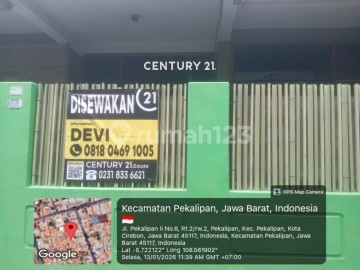 CENTURY 21.
DISEWAKAN
C21
DEVI
0818 0469 1005
CENTURY 21. Estate
0231 833 6621
rumah123
GPS Map Camera
Kecamatan Pekalipan, Jawa Barat, Indonesia
🇮🇩
Jl. Pekalipan Ii No.6, Rt.2/rw.2, Pekalipan, Kec. Pekalipan, Kota
Cirebon, Jawa Barat 45117, Indonesia, Kecamatan Pekalipan, Jawa
Barat 45117, Indonesia
Lat -6.722122° Long 108.561902°
Selasa, 13/01/2026 11:39 AM GMT +07:00
Google